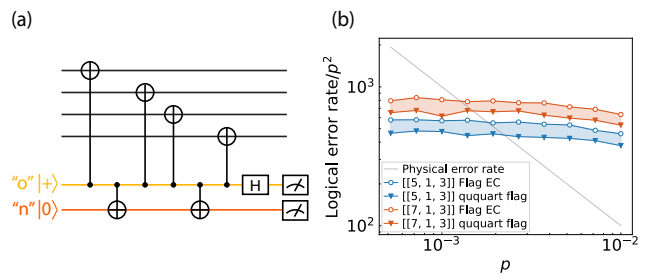 (a)
"o" |+⟩
"n" |0⟩
H
(b)
Logical error rate/p²
10³
10²
Physical error rate
[[5, 1, 3]] Flag EC
[[5, 1, 3]] ququart flag
[[7, 1, 3]] Flag EC
[[7, 1, 3]] ququart flag
10⁻³
10⁻²
p